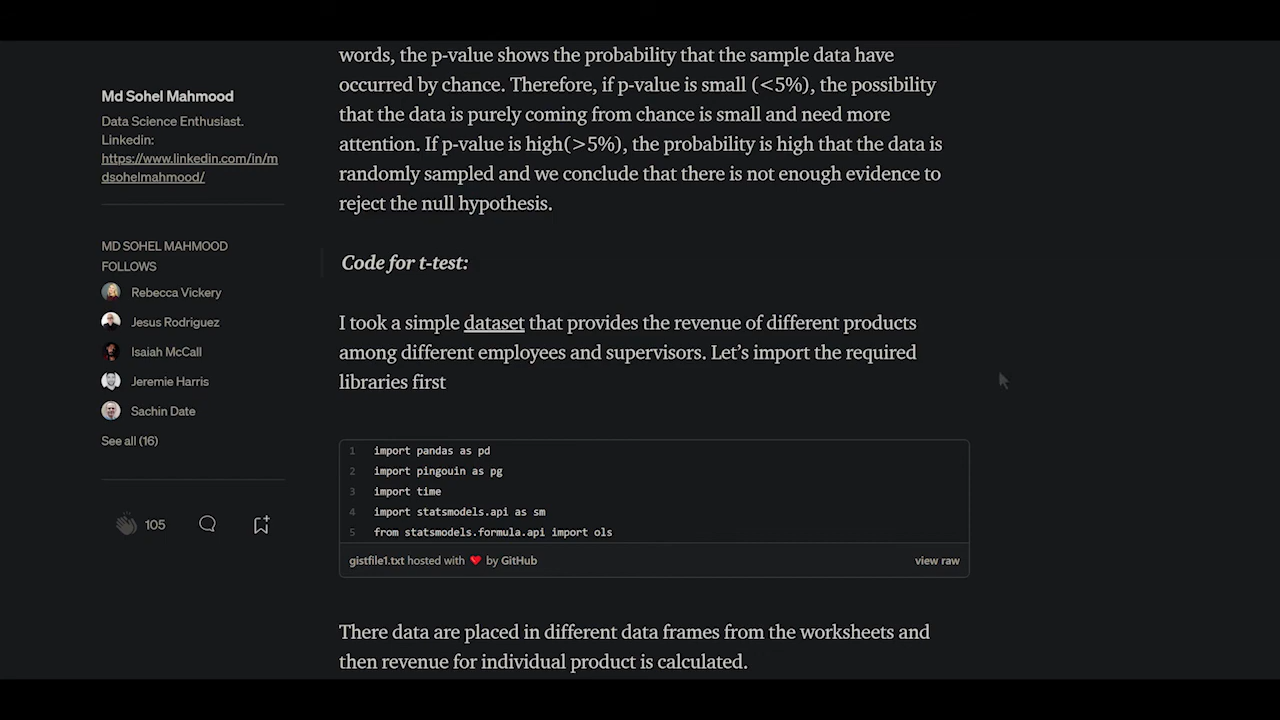 words, the p-value shows the probability that the sample data have
occurred by chance. Therefore, if p-value is small (<5%), the possibility
that the data is purely coming from chance is small and need more
attention. If p-value is high(>5%), the probability is high that the data is
randomly sampled and we conclude that there is not enough evidence to
reject the null hypothesis.
Md Sohel Mahmood
Data Science Enthusiast.
Linkedin:
https://www.linkedin.com/in/m
dsohelmahmood/
MD SOHEL MAHMOOD
FOLLOWS
Rebecca Vickery
Jesus Rodriguez
Isaiah McCall
Jeremie Harris
Sachin Date
See all (16)
105
Code for t-test:
I took a simple dataset that provides the revenue of different products
among different employees and supervisors. Let’s import the required
libraries first
1 import pandas as pd
2 import pingouin as pg
3 import time
4 import statsmodels.api as sm
5 from statsmodels.formula.api import ols
gistfile1.txt hosted with ❤ by GitHub view raw
There data are placed in different data frames from the worksheets and
then revenue for individual product is calculated.